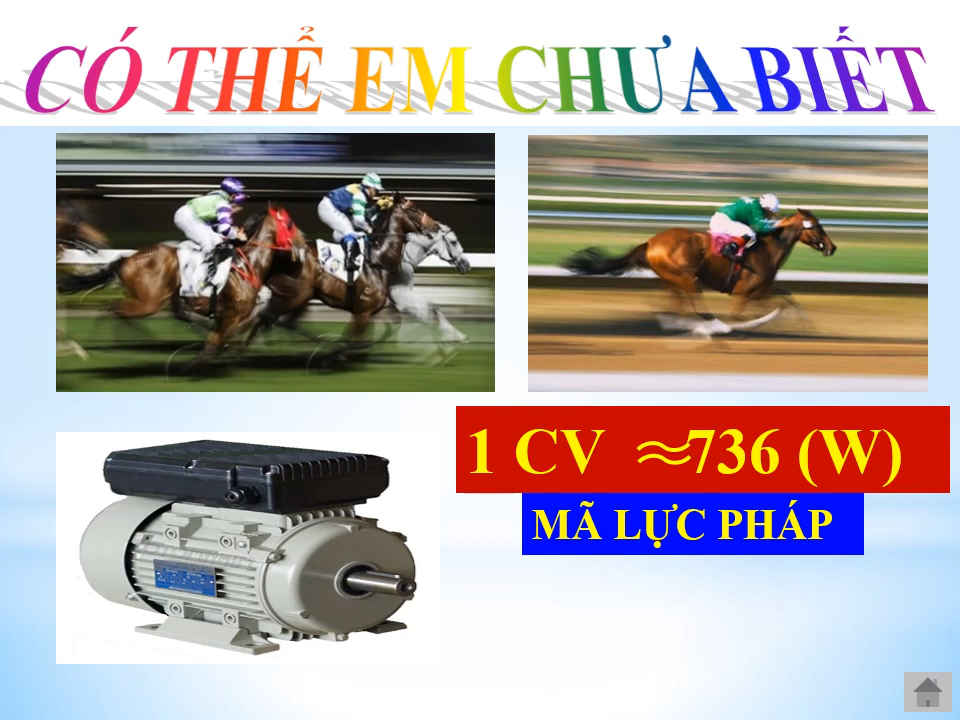 CÓ THỂ EM CHƯA BIẾT
1 CV ≈736 (W)
MÃ LỰC PHÁP